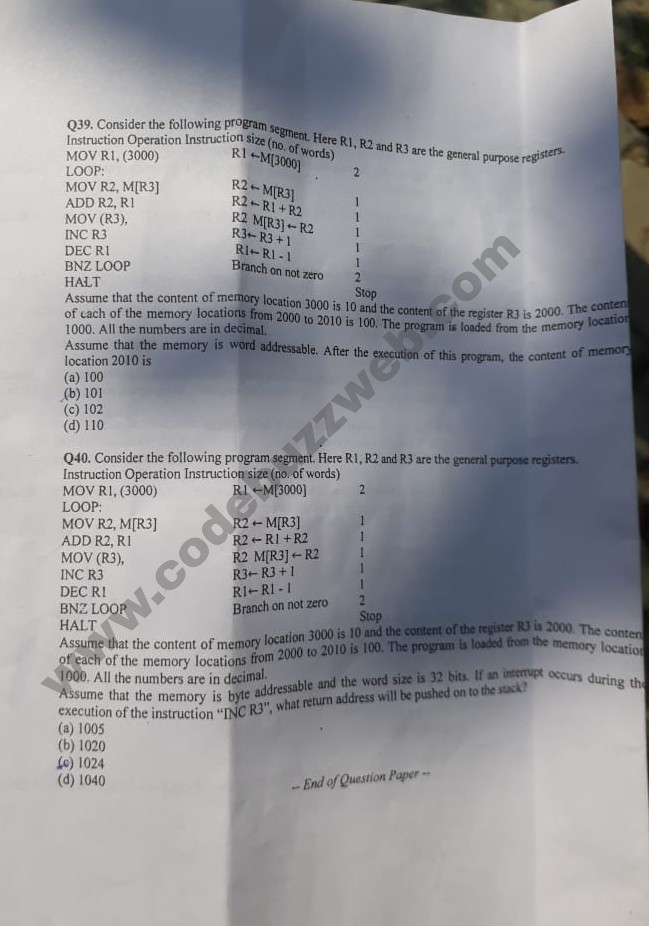 Q39. Consider the following program segment. Here R1, R2 and R3 are the general purpose registers.
Instruction Operation Instruction size (no. of words)
MOV R1, (3000) R1 ←M[3000] 2
LOOP:
MOV R2, M[R3] R2 ← M[R3] 1
ADD R2, R1 R2 ← R1 + R2 1
MOV (R3), R2 M[R3] ← R2 1
INC R3 R3← R3 + 1 1
DEC R1 R1← R1 - 1 1
BNZ LOOP Branch on not zero 2
HALT Stop
Assume that the content of memory location 3000 is 10 and the content of the register R3 is 2000. The conten
of each of the memory locations from 2000 to 2010 is 100. The program is loaded from the memory location
1000. All the numbers are in decimal.
Assume that the memory is word addressable. After the execution of this program, the content of memory
location 2010 is
(a) 100
(b) 101
(c) 102
(d) 110
Q40. Consider the following program segment. Here R1, R2 and R3 are the general purpose registers.
Instruction Operation Instruction size (no. of words)
MOV R1, (3000) R1 ←M[3000] 2
LOOP:
MOV R2, M[R3] R2 ← M[R3] 1
ADD R2, R1 R2 ← R1 + R2 1
MOV (R3), R2 M[R3] ← R2 1
INC R3 R3← R3 + 1 1
DEC R1 R1← R1 - 1 1
BNZ LOOP Branch on not zero 2
HALT Stop
Assume that the content of memory location 3000 is 10 and the content of the register R3 is 2000. The conten
of each of the memory locations from 2000 to 2010 is 100. The program is loaded from the memory location
1000. All the numbers are in decimal.
Assume that the memory is byte addressable and the word size is 32 bits. If an interrupt occurs during the
execution of the instruction “INC R3”, what return address will be pushed on to the stack?
(a) 1005
(b) 1020
(c) 1024
(d) 1040
-- End of Question Paper --
www.codebuzzweb.com